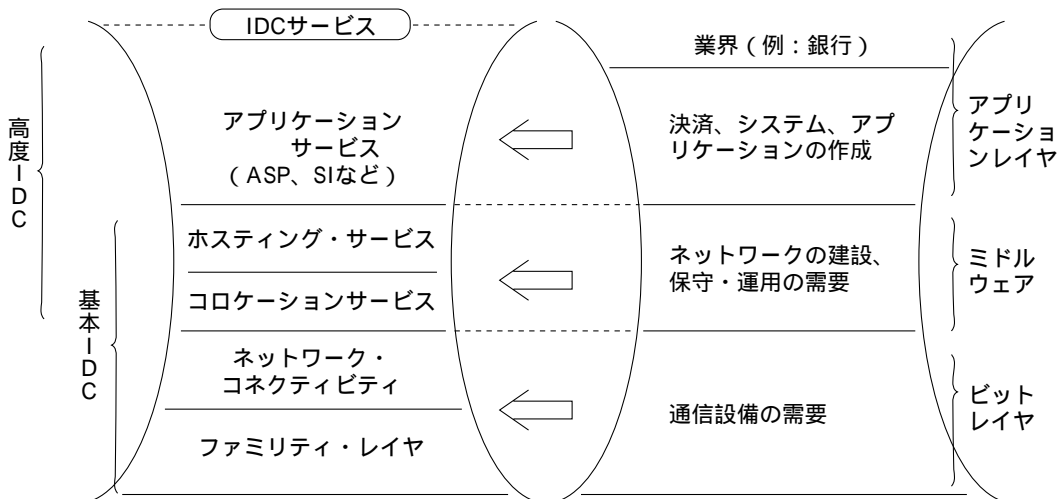 IDCサービス
業界（例：銀行）
高度IDC
アプリケーション
サービス
（ASP、SIなど）
決済、システム、アプ
リケーションの作成
アプリ
ケーショ
ンレイヤ
基本IDC
ホスティング・サービス
コロケーションサービス
ネットワークの建設、
保守・運用の需要
ミドル
ウェア
ネットワーク・
コネクティビティ
ファミリティ・レイヤ
通信設備の需要
ビット
レイヤ